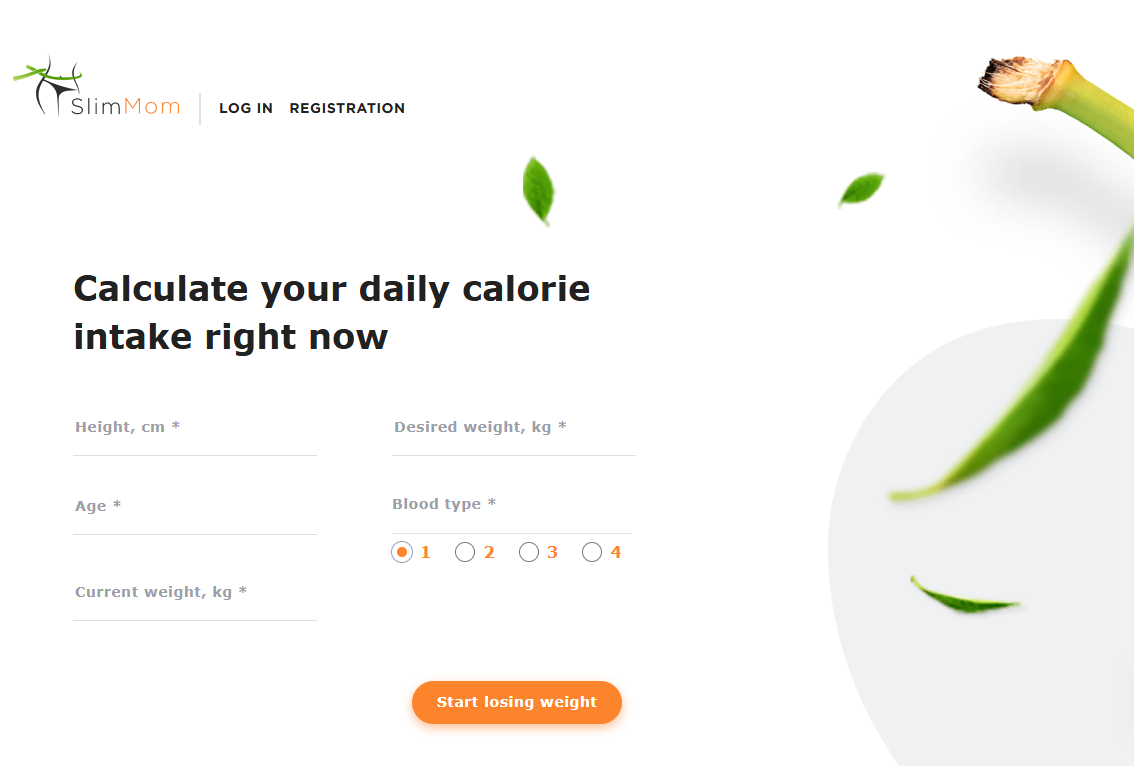 SlimMom
LOG IN
REGISTRATION
Calculate your daily calorie
intake right now
Height, cm *
Desired weight, kg *
Age *
Blood type *
1 2 3 4
Current weight, kg *
Start losing weight